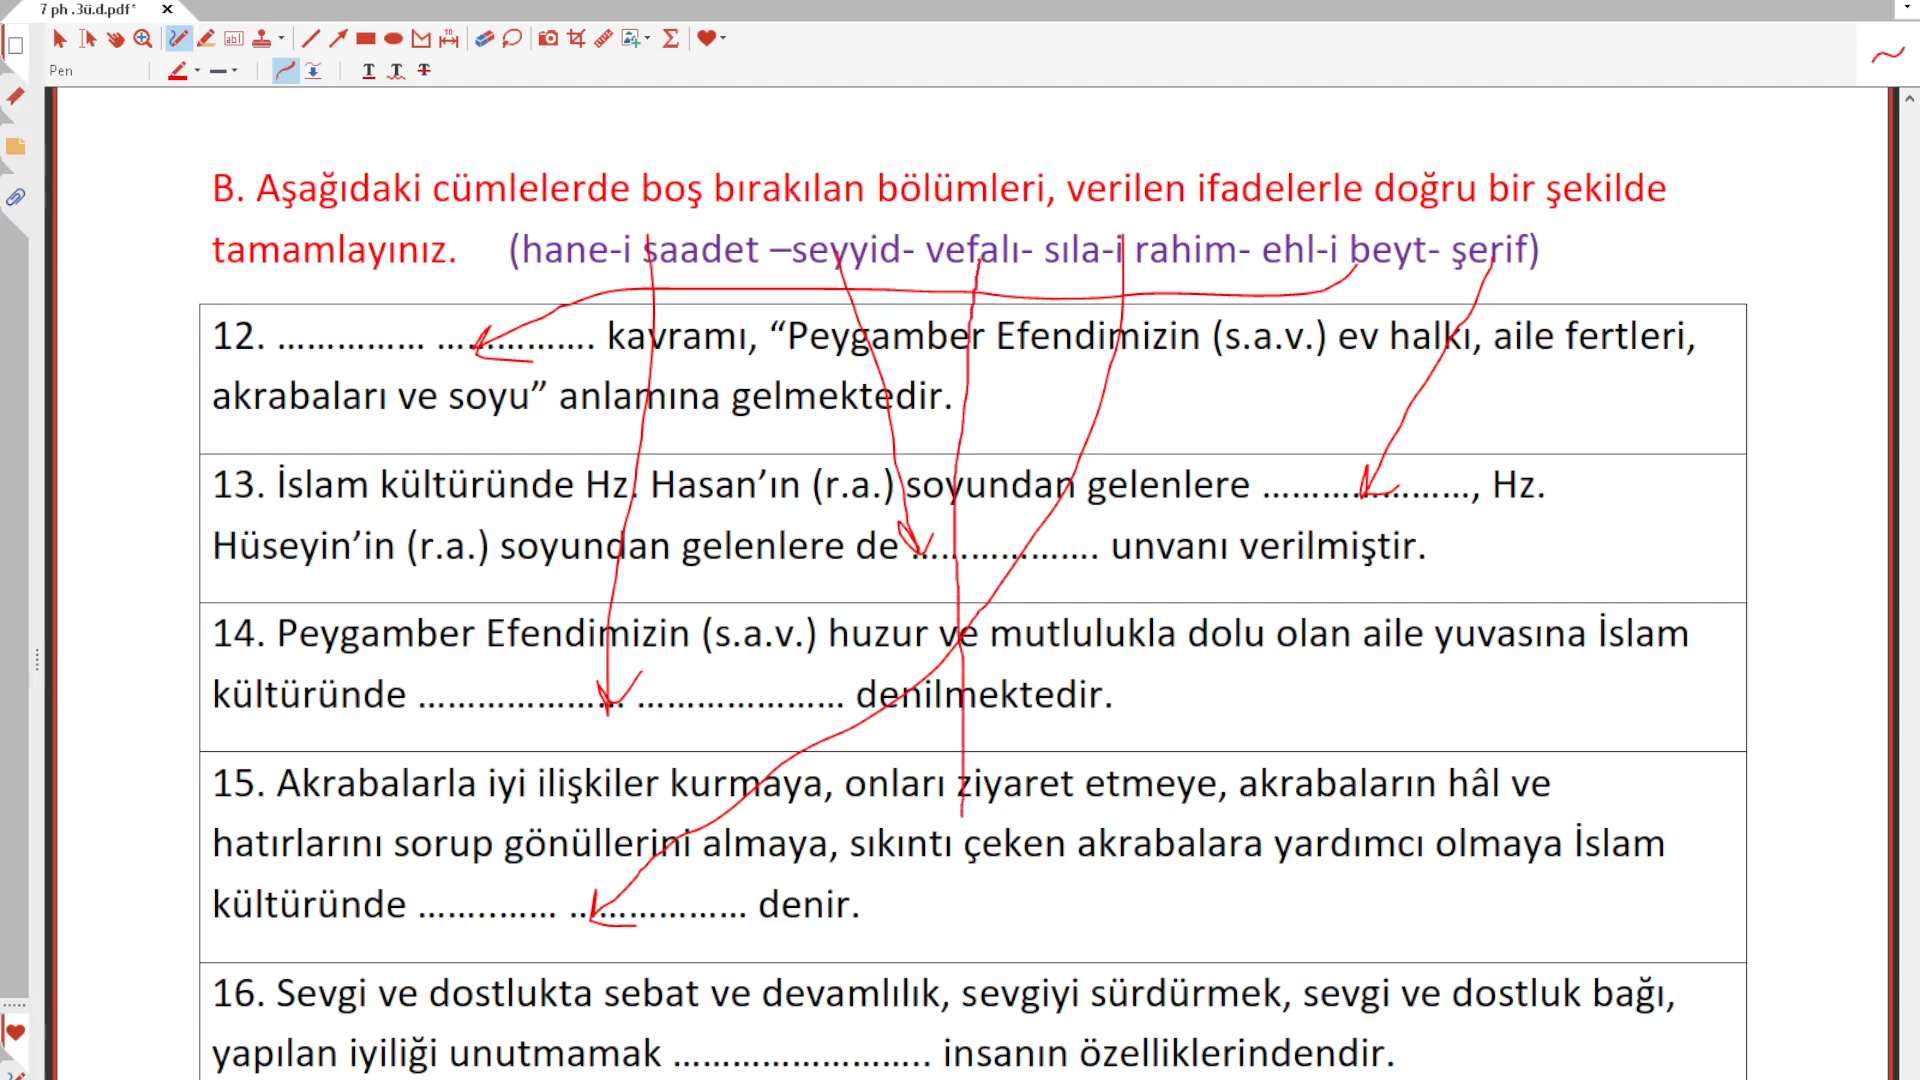 7 ph .3ü.d.pdf*
Pen
B. Aşağıdaki cümlelerde boş bırakılan bölümleri, verilen ifadelerle doğru bir şekilde
tamamlayınız. (hane-i saadet –seyyid- vefalı- sıla-i rahim- ehl-i beyt- şerif)
12. …………… ……………. kavramı, “Peygamber Efendimizin (s.a.v.) ev halkı, aile fertleri,
akrabaları ve soyu” anlamına gelmektedir.
13. İslam kültüründe Hz. Hasan’ın (r.a.) soyundan gelenlere …………………, Hz.
Hüseyin’in (r.a.) soyundan gelenlere de ………………. unvanı verilmiştir.
14. Peygamber Efendimizin (s.a.v.) huzur ve mutlulukla dolu olan aile yuvasına İslam
kültüründe ………………… ………………… denilmektedir.
15. Akrabalarla iyi ilişkiler kurmaya, onları ziyaret etmeye, akrabaların hâl ve
hatırlarını sorup gönüllerini almaya, sıkıntı çeken akrabalara yardımcı olmaya İslam
kültüründe ………….. ……………… denir.
16. Sevgi ve dostlukta sebat ve devamlılık, sevgiyi sürdürmek, sevgi ve dostluk bağı,
yapılan iyiliği unutmamak …………………….. insanın özelliklerindendir.